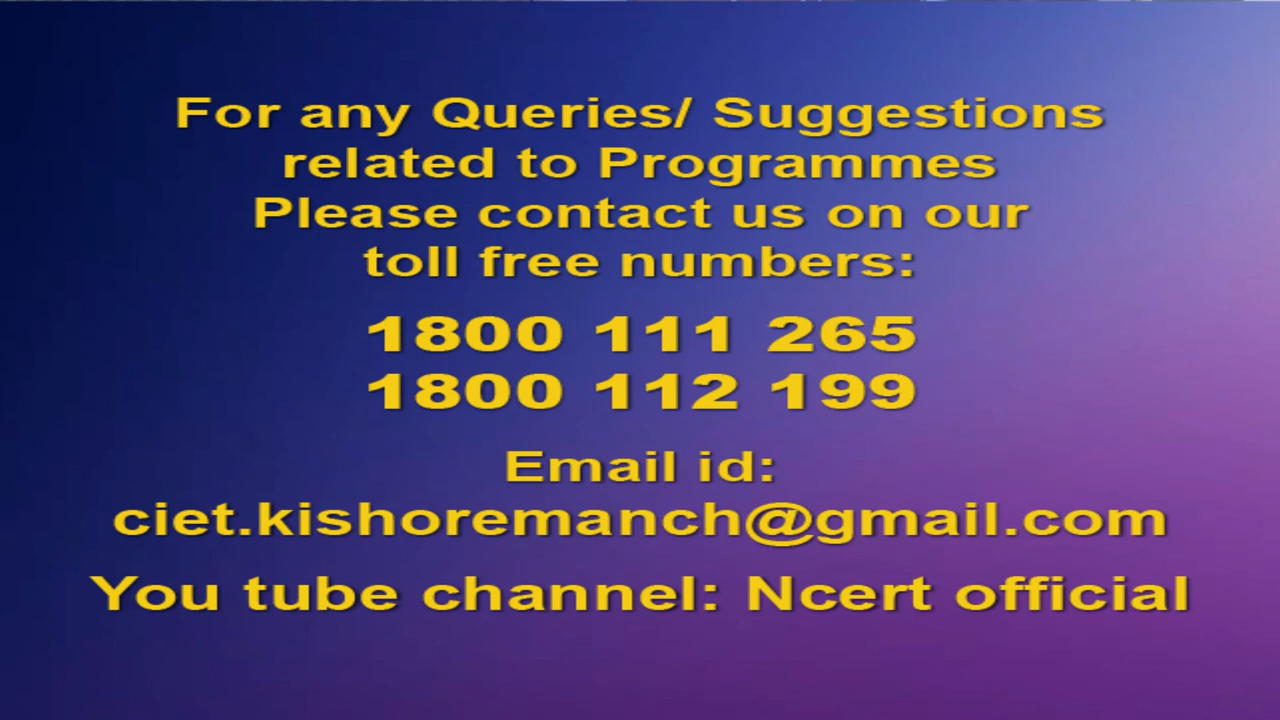 For any Queries/ Suggestions
related to Programmes
Please contact us on our
toll free numbers:
1800 111 265
1800 112 199
Email id:
ciet.kishoremanch@gmail.com
You tube channel: Ncert official